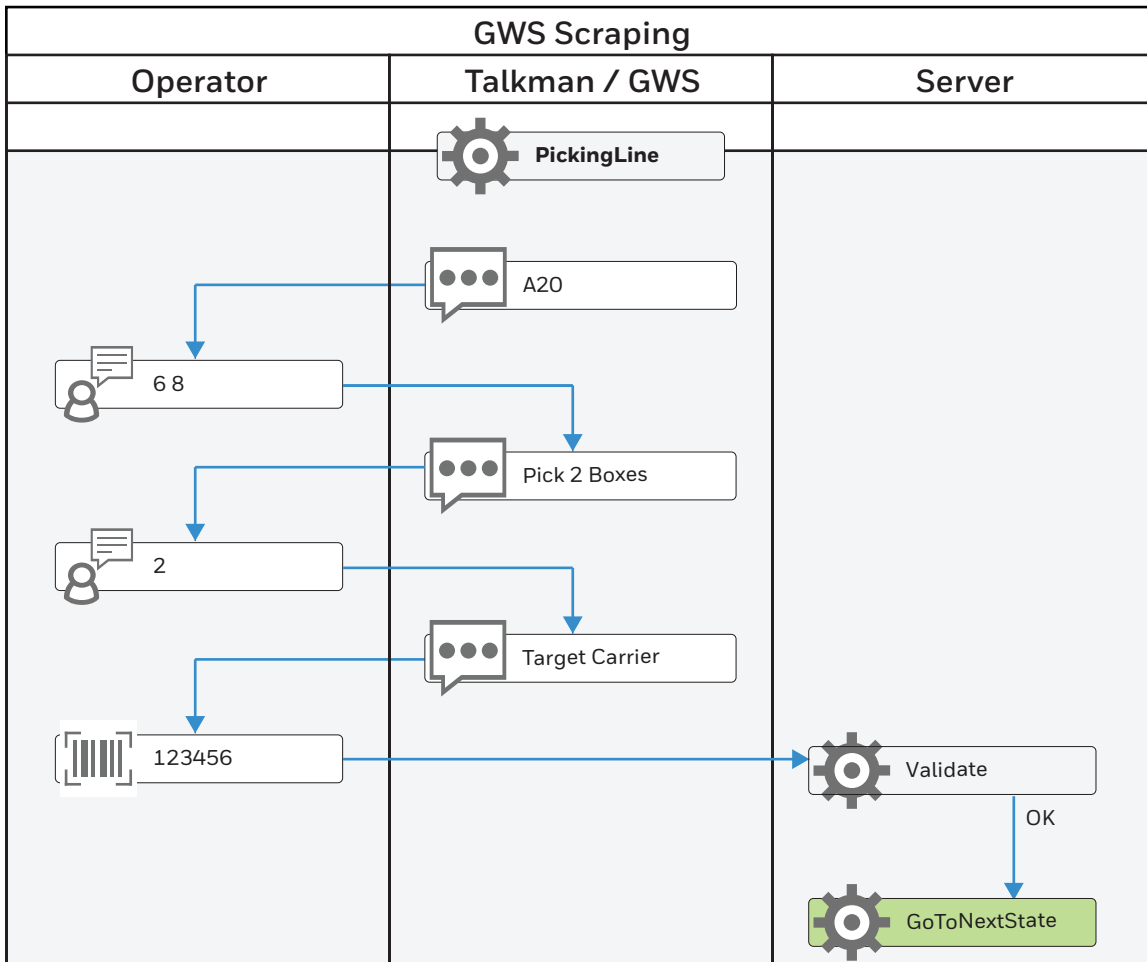 GWS Scraping
Operator
Talkman / GWS
Server
PickingLine
A20
6 8
Pick 2 Boxes
2
Target Carrier
123456
Validate
OK
GoToNextState